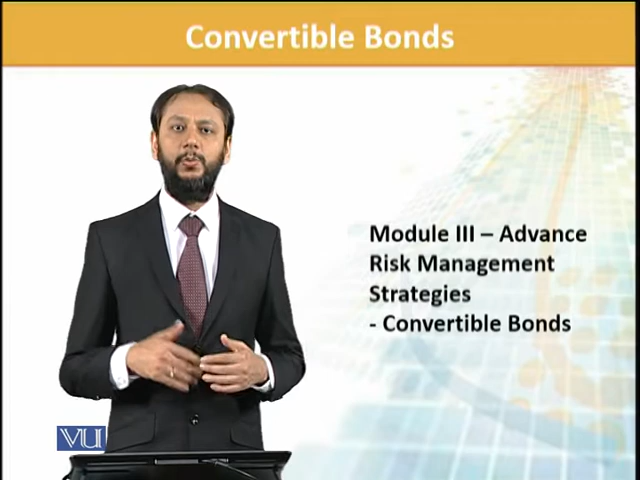 Convertible Bonds
Module III – Advance
Risk Management
Strategies
- Convertible Bonds
VU